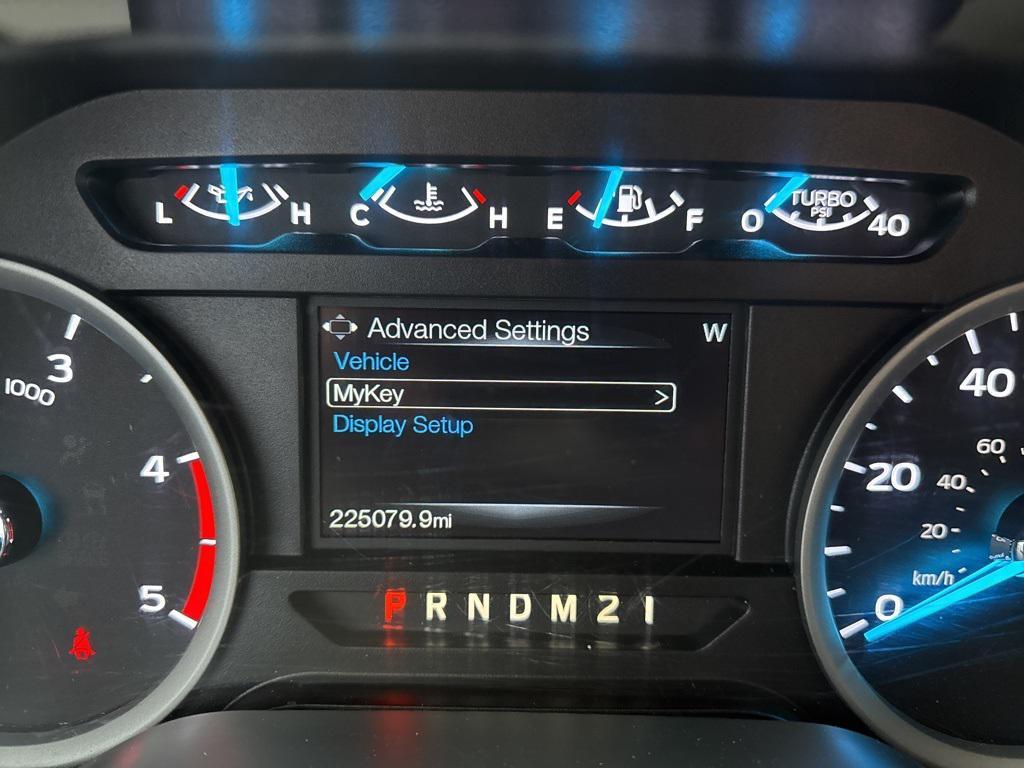 L H C H E F 0 TURBO PSI 40
Advanced Settings W
Vehicle
MyKey >
Display Setup
225079.9mi
P R N D M 2 1
1000
3
4
5
40
20
0
60
40
20
km/h